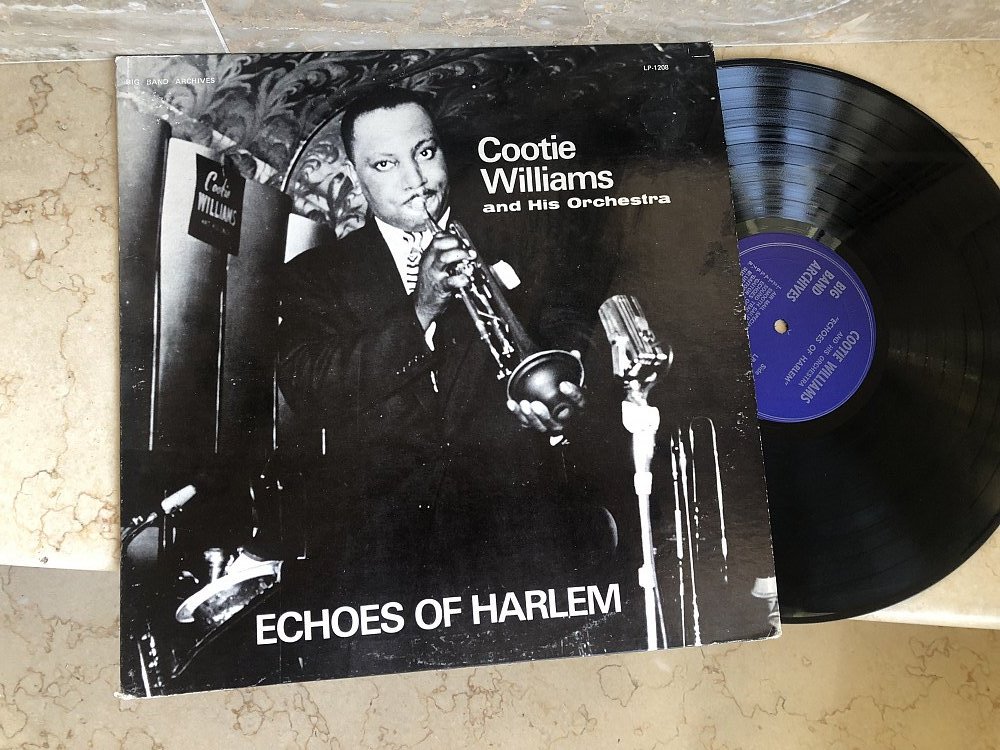 BIG BAND ARCHIVES
LP-1208
Cootie
Williams
and His Orchestra
Cootie
WILLIAMS
ECHOES OF HARLEM
BIG
BAND
ARCHIVES
COOTIE WILLIAMS
AND HIS ORCHESTRA
"ECHOES OF HARLEM"
Side